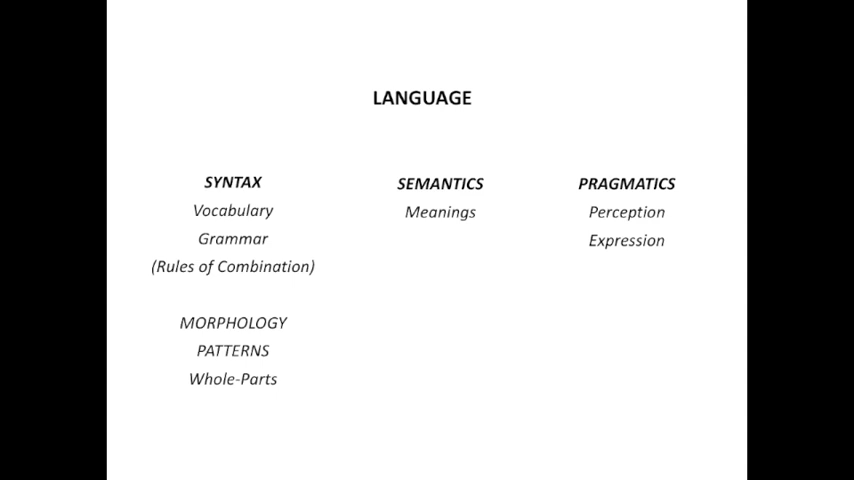 LANGUAGE
SYNTAX
Vocabulary
Grammar
(Rules of Combination)
MORPHOLOGY
PATTERNS
Whole-Parts
SEMANTICS
Meanings
PRAGMATICS
Perception
Expression